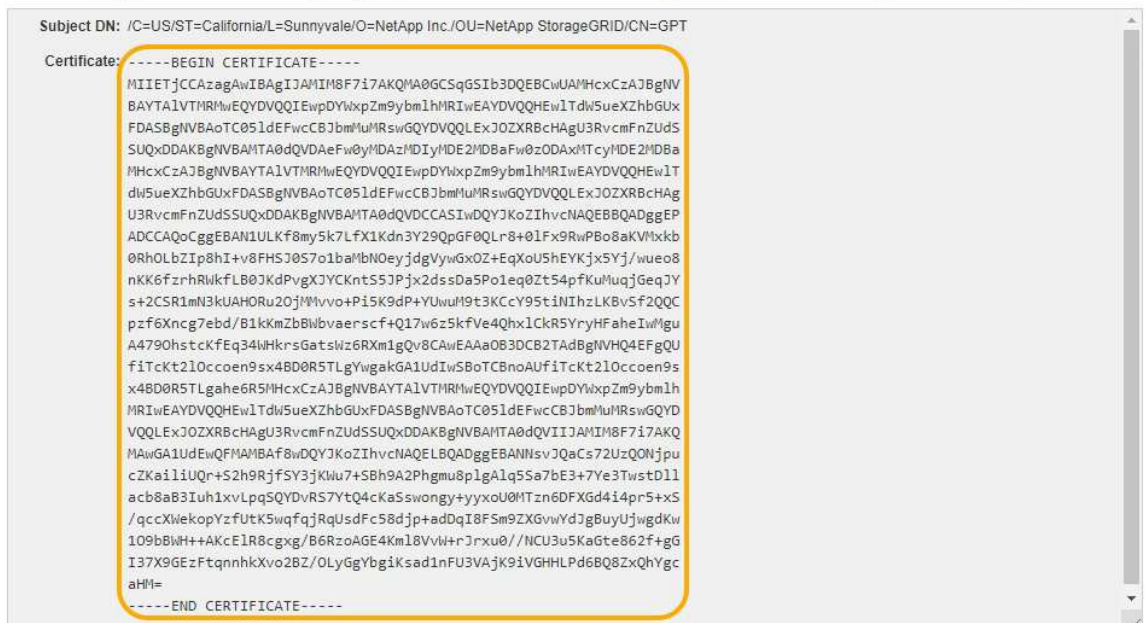 Subject DN: /C=US/ST=California/L=Sunnyvale/O=NetApp Inc./OU=NetApp StorageGRID/CN=GPT
Certificate: -----BEGIN CERTIFICATE-----
MIIETjCCAzagAwIBAgIJAMIM8F7i7AKQMA0GCSqGSIb3DQEBCwUAMHcxCzAJBgNV
BAYTAlVTMRMwEQYDVQQIEwpDYWxpZm9ybmlhMRIwEAYDVQQHEwlTdW5ueXZhbGUx
FDASBgNVBAoTC05ldEFwcCBJbmMuMRswGQYDVQQLExJOZXRBcHAgU3RvcmFnZUdS
SUQxDDAKBgNVBAMTA0dQVDAeFw0yMDAzMDIyMDE2MDBaFw0zODAxMTcyMDE2MDBa
MHcxCzAJBgNVBAYTAlVTMRMwEQYDVQQIEwpDYWxpZm9ybmlhMRIwEAYDVQQHEwlT
dW5ueXZhbGUxFDASBgNVBAoTC05ldEFwcCBJbmMuMRswGQYDVQQLExJOZXRBcHAg
U3RvcmFnZUdSSUQxDDAKBgNVBAMTA0dQVDCCASIwDQYJKoZIhvcNAQEBBQADggEP
ADCCAQoCggEBAN1ULKf8my5k7LfX1Kdn3Y29QpGF0QLr8+0lFx9RwPBo8aKVMxkb
0RhOLbZIp8hI+v8FHSJ0S7o1baMbNOeyjdgVywGxOZ+EqXoU5hEYKjx5Yj/wueo8
nKK6fzrhRWkfLB0JKdPvgXJYCKntS5JPjx2dssDa5Po1eq0Zt54pfKuMuqjGeqJY
s+2CSR1mN3kUAHORu2OjMMvvo+Pi5K9dP+YUwuM9t3KCcY95tiNIhzLKBvSf2QQC
pzf6Xncg7ebd/B1kKmZbBWbvaerscf+Q17w6z5kfVe4QhxlCkR5YryHFaheIwMgu
A479OhstcKfEq34WHkrsGatsWz6RXm1gQv8CAwEAAaOB3DCB2TAdBgNVHQ4EFgQU
fiTcKt2lOccoen9sx4BD0R5TLgYwgakGA1UdIwSBoTCBnoAUfiTcKt2lOccoen9s
x4BD0R5TLgahe6R5MHcxCzAJBgNVBAYTAlVTMRMwEQYDVQQIEwpDYWxpZm9ybmlh
MRIwEAYDVQQHEwlTdW5ueXZhbGUxFDASBgNVBAoTC05ldEFwcCBJbmMuMRswGQYD
VQQLExJOZXRBcHAgU3RvcmFnZUdSSUQxDDAKBgNVBAMTA0dQVIIJAMIM8F7i7AKQ
MAwGA1UdEwQFMAMBAf8wDQYJKoZIhvcNAQELBQADggEBANNsvJQaCs72UzQONjpu
cZKailiUQr+S2h9RjfSY3jKWu7+SBh9A2Phgmu8plgAlq5Sa7bE3+7Ye3TwstDll
acb8aB3Iuh1xvLpqSQYDvRS7YtQ4cKaSswongy+yyxoU0MTzn6DFXGd4i4pr5+xS
/qccXWekopYzfUtK5wqfqjRqUsdFc58djp+adDqI8FSm9ZXGvwYdJgBuyUjwgdKw
1O9bBWH++AKcElR8cgxg/B6RzoAGE4Kml8VvW+rJrxu0//NCU3u5KaGte862f+gG
I37X9GEzFtqnnhkXvo2BZ/OLyGgYbgiKsad1nFU3VAjK9iVGHHLPd6BQ8ZxQhYgc
aHM=
-----END CERTIFICATE-----